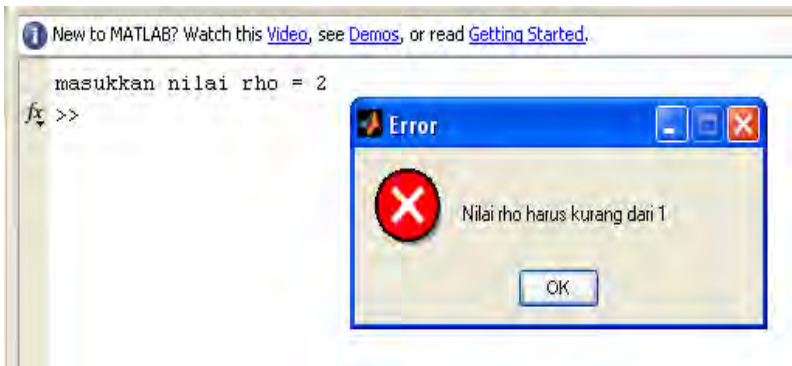 New to MATLAB? Watch this Video, see Demos, or read Getting Started.
masukkan nilai rho = 2
fx >>
Error
Nilai rho harus kurang dari 1
OK